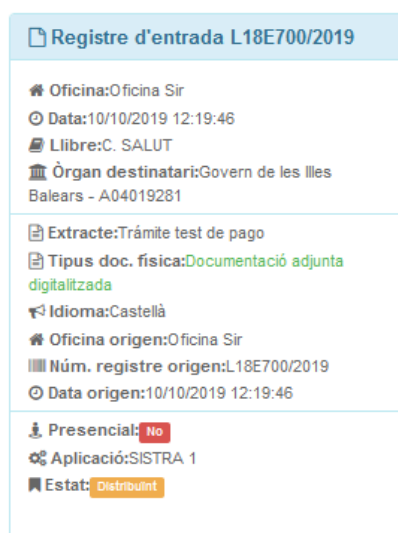 Registre d'entrada L18E700/2019
Oficina:Oficina Sir
Data:10/10/2019 12:19:46
Llibre:C. SALUT
Òrgan destinatari:Govern de les Illes
Balears - A04019281
Extracte:Trámite test de pago
Tipus doc. física:Documentació adjunta
digitalitzada
Idioma:Castellà
Oficina origen:Oficina Sir
Núm. registre origen:L18E700/2019
Data origen:10/10/2019 12:19:46
Presencial:No
Aplicació:SISTRA 1
Estat:Distribuint